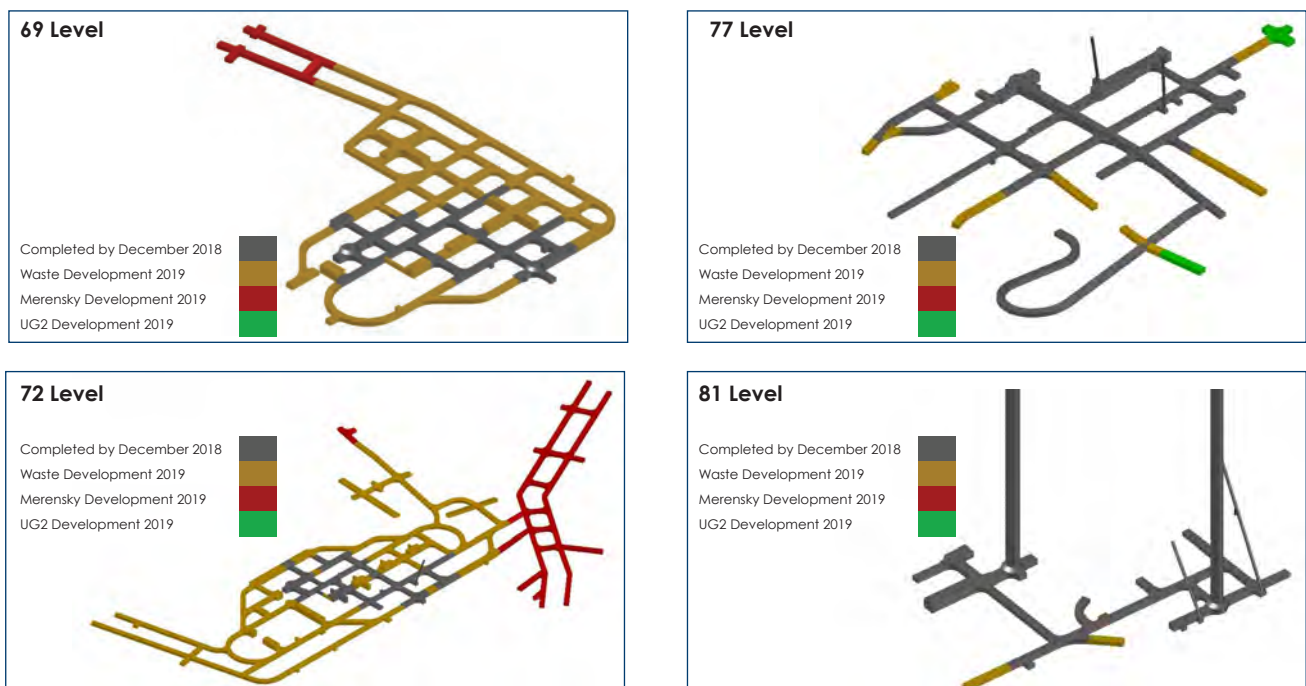 69 Level
Completed by December 2018
Waste Development 2019
Merensky Development 2019
UG2 Development 2019
77 Level
Completed by December 2018
Waste Development 2019
Merensky Development 2019
UG2 Development 2019
72 Level
Completed by December 2018
Waste Development 2019
Merensky Development 2019
UG2 Development 2019
81 Level
Completed by December 2018
Waste Development 2019
Merensky Development 2019
UG2 Development 2019